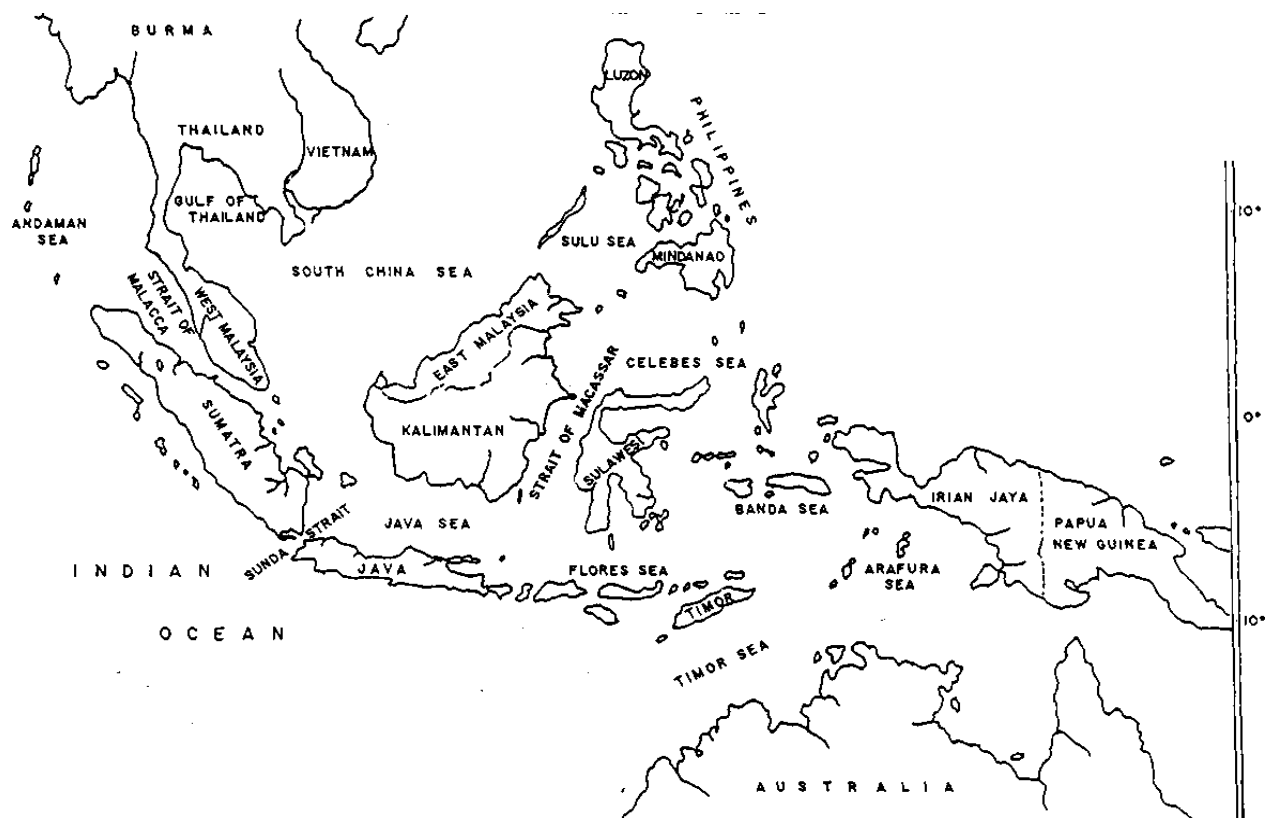 BURMA
LUZON
PHILIPPINES
THAILAND
VIETNAM
GULF OF
THAILAND
ANDAMAN
SEA
10°
SULU SEA
MINDANAO
SOUTH CHINA SEA
STRAIT OF
MALACCA
WEST MALAYSIA
EAST MALAYSIA
CELEBES SEA
STRAIT OF MACASSAR
0°
SUMATRA
KALIMANTAN
SULAWESI
IRIAN JAYA
BANDA SEA
PAPUA
NEW GUINEA
JAVA SEA
SUNDA STRAIT
JAVA
FLORES SEA
ARAFURA
SEA
INDIAN
OCEAN
TIMOR
10°
TIMOR SEA
AUSTRALIA